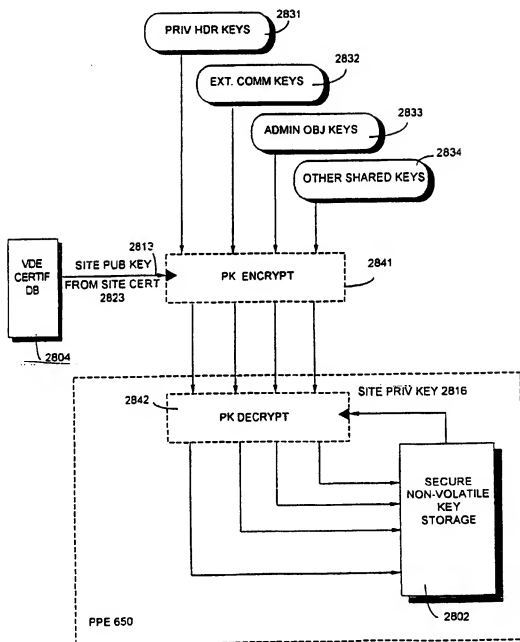 PRIV HDR KEYS
2831
EXT. COMM KEYS
2832
ADMIN OBJ KEYS
2833
OTHER SHARED KEYS
2834
VDE
CERTIF
DB
2804
2813
SITE PUB KEY
FROM SITE CERT
2823
PK ENCRYPT
2841
2842
PK DECRYPT
SITE PRIV KEY 2816
SECURE
NON-VOLATILE
KEY
STORAGE
2802
PPE 650